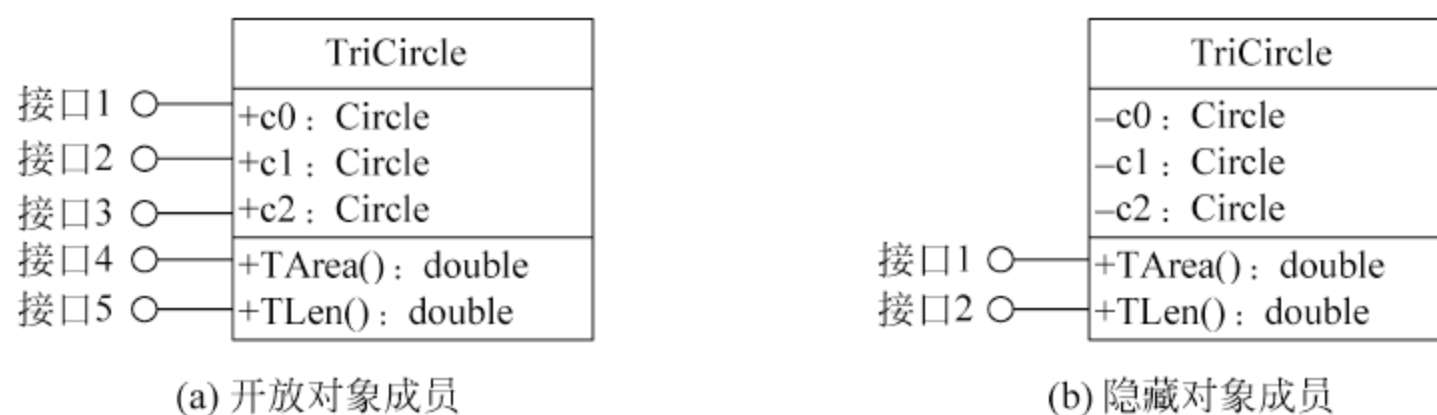 TriCircle
接口1
+c0：Circle
接口2
+c1：Circle
接口3
+c2：Circle
接口4
+TArea()：double
接口5
+TLen()：double
(a) 开放对象成员
TriCircle
–c0：Circle
–c1：Circle
–c2：Circle
接口1
+TArea()：double
接口2
+TLen()：double
(b) 隐藏对象成员